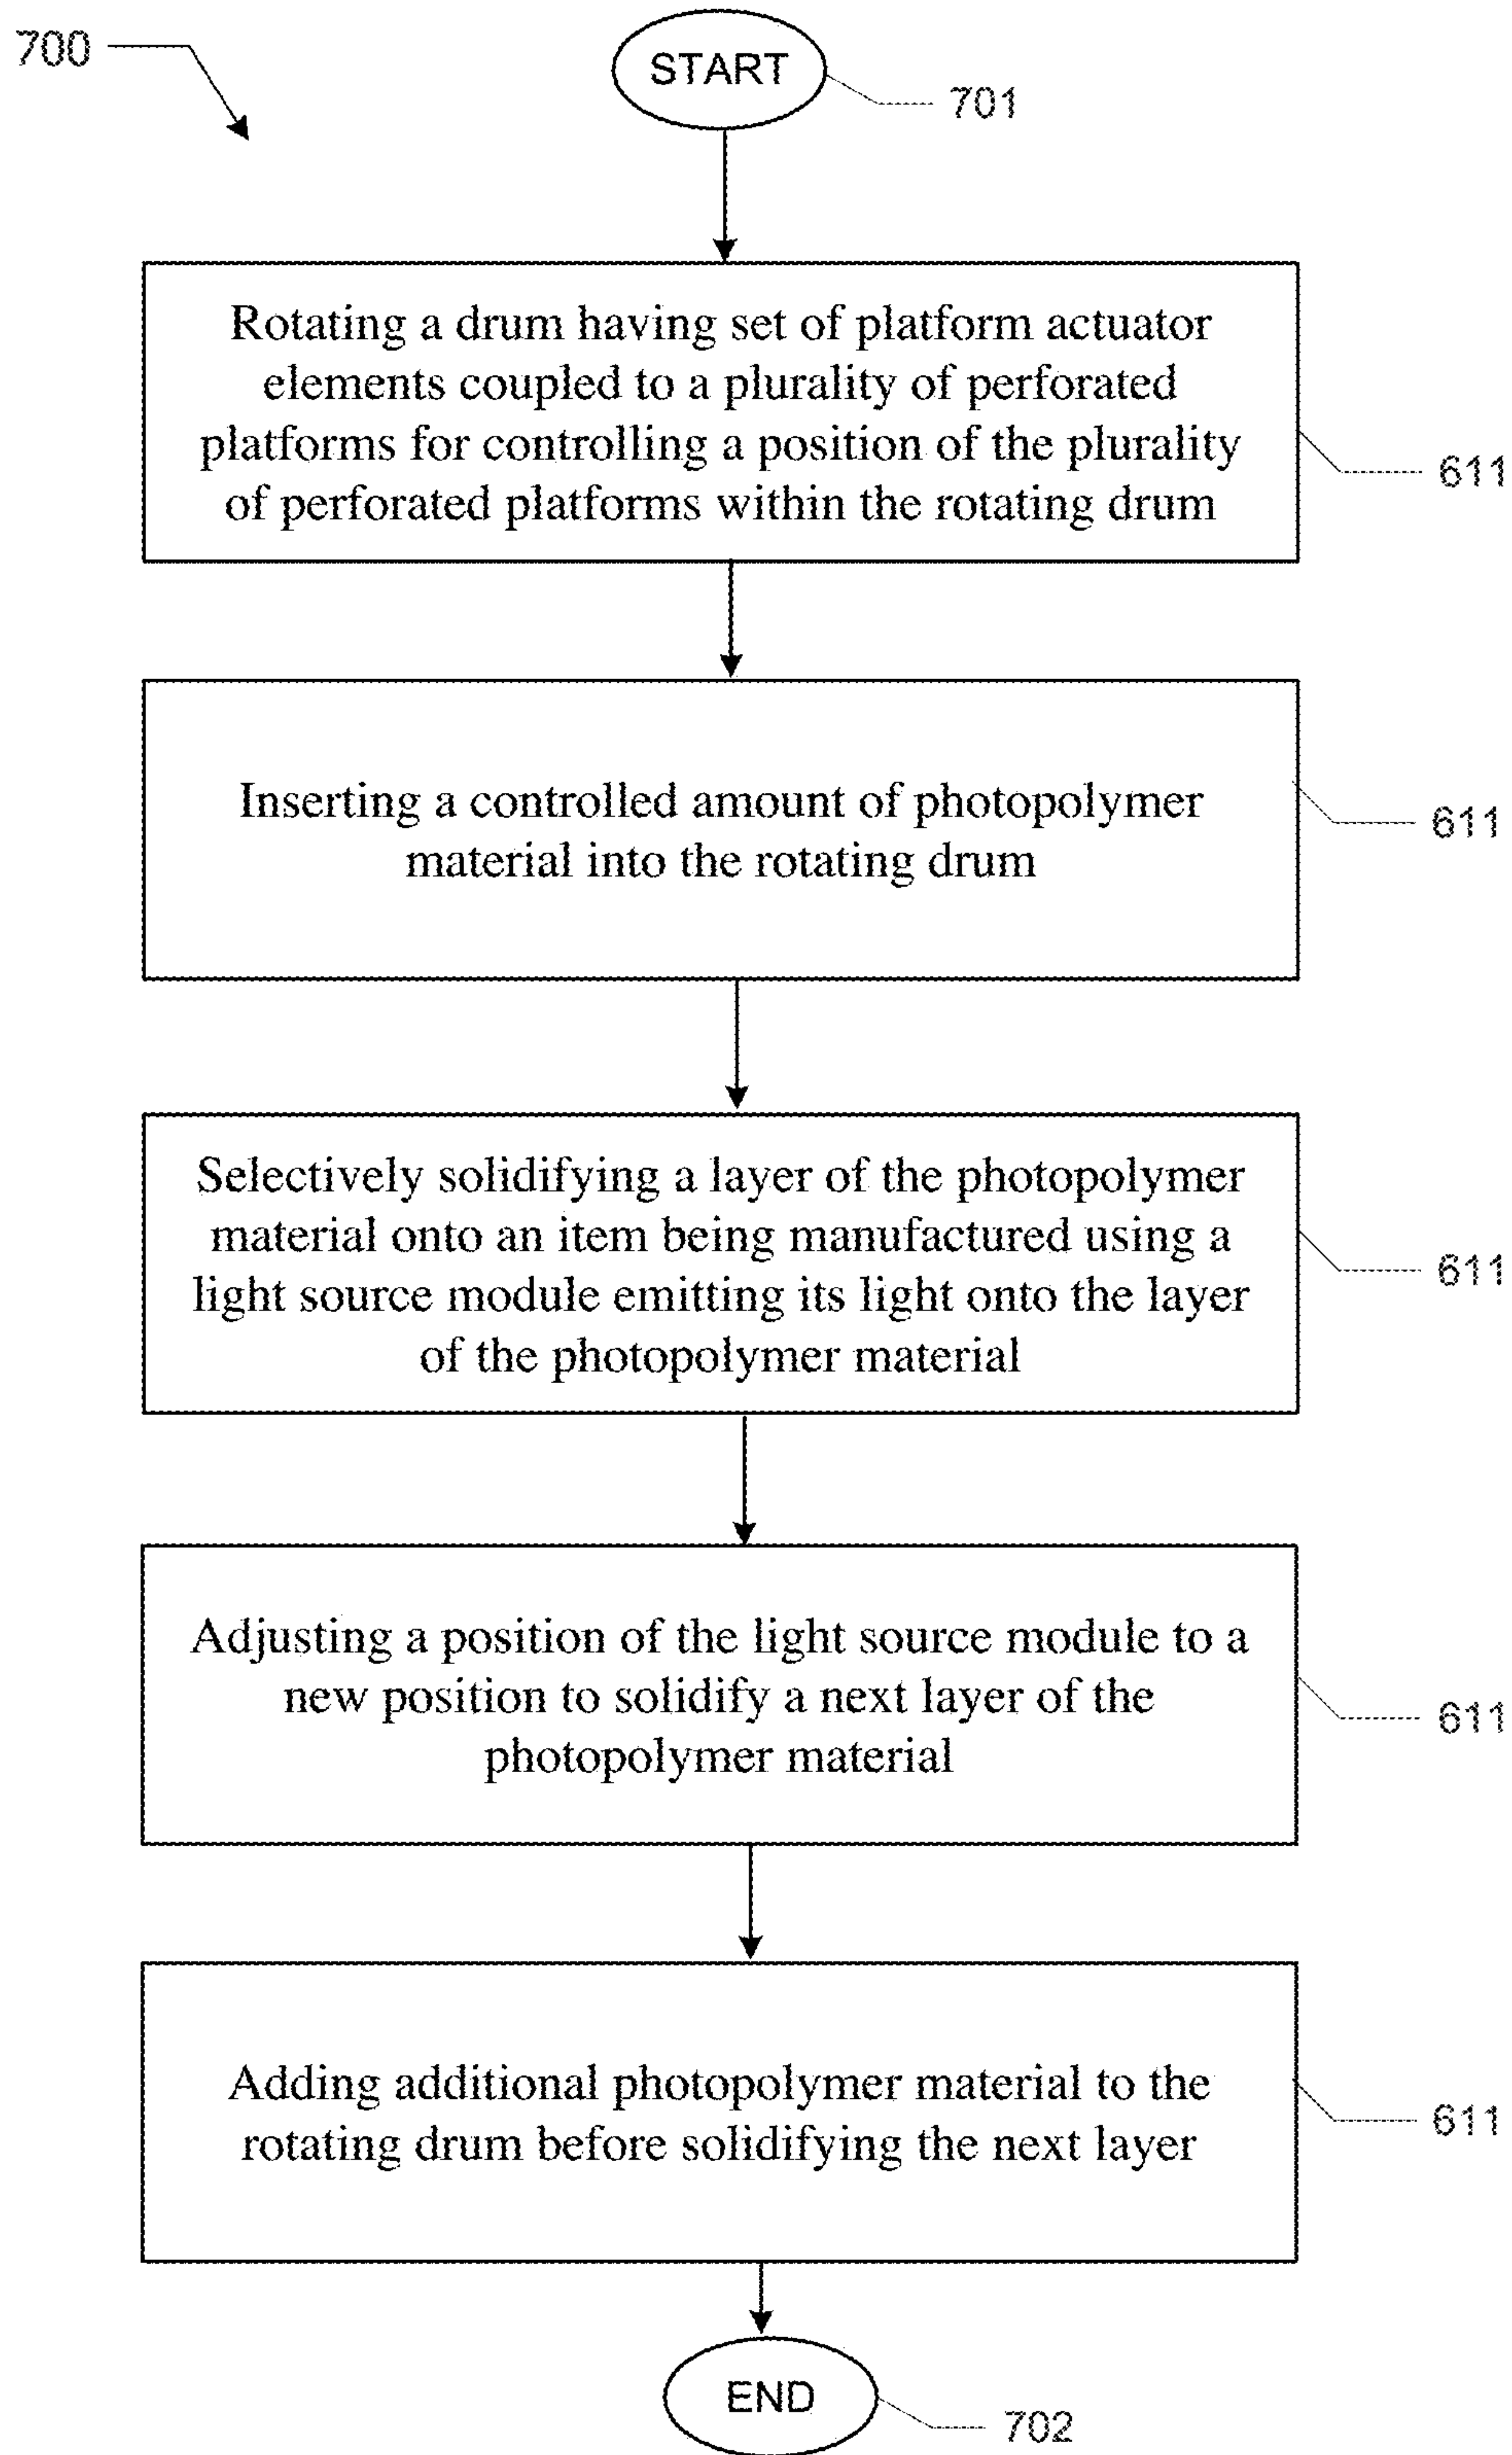 700
START
701
Rotating a drum having set of platform actuator
elements coupled to a plurality of perforated
platforms for controlling a position of the plurality
of perforated platforms within the rotating drum
611
Inserting a controlled amount of photopolymer
material into the rotating drum
611
Selectively solidifying a layer of the photopolymer
material onto an item being manufactured using a
light source module emitting its light onto the layer
of the photopolymer material
611
Adjusting a position of the light source module to a
new position to solidify a next layer of the
photopolymer material
611
Adding additional photopolymer material to the
rotating drum before solidifying the next layer
611
END
702